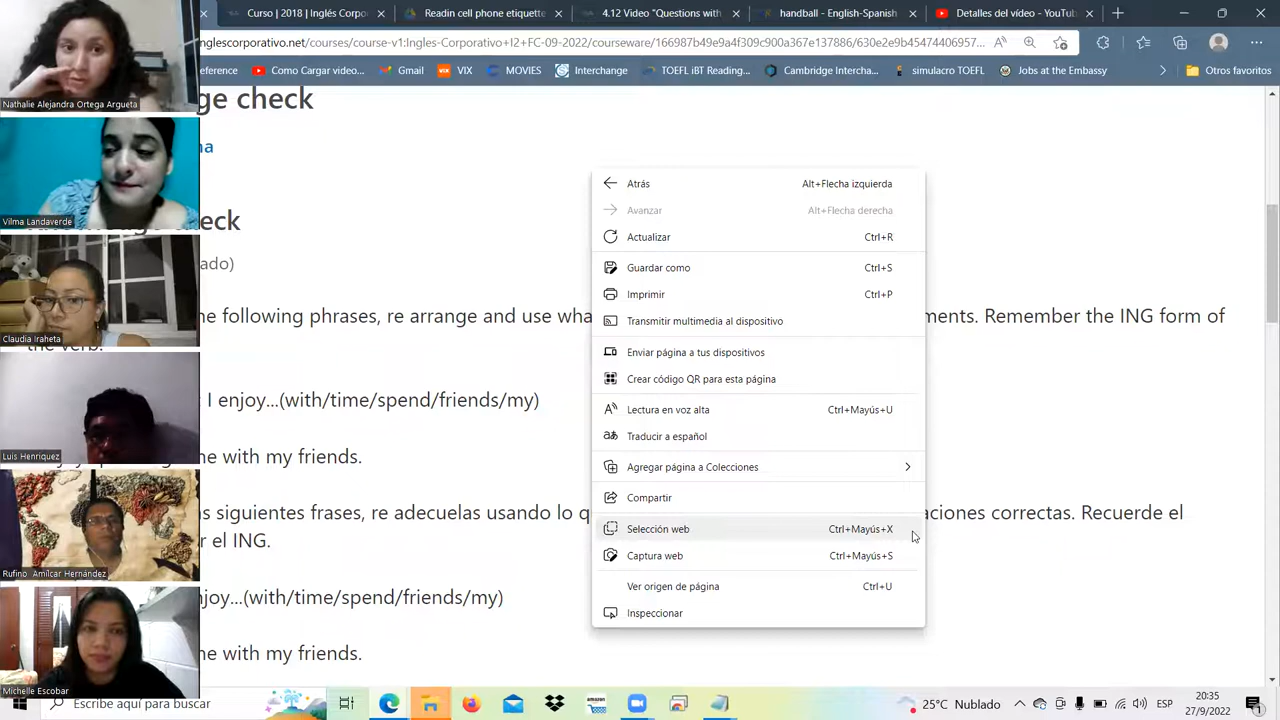 Curso | 2018 | Inglés Corpo
Readin cell phone etiquette
4.12 Video "Questions with
handball - English-Spanish
Detalles del vídeo - YouTub
nglescorporativo.net/courses/course-v1:Ingles-Corporativo+I2+FC-09-2022/courseware/166987b49e9a4f309c900a367e137886/630e2e9b45474406957...
eference
Como Cargar video...
Gmail
VIX
MOVIES
Interchange
TOEFL iBT Reading...
Cambridge Intercha...
simulacro TOEFL
Jobs at the Embassy
Otros favoritos
ge check
na
eck
ado)
he following phrases, re arrange and use wha
ments. Remember the ING form of
the verb.
I enjoy...(with/time/spend/friends/my)
me with my friends.
as siguientes frases, re adecuelas usando lo q
aciones correctas. Recuerde el
r el ING.
njoy...(with/time/spend/friends/my)
me with my friends.
Atrás Alt+Flecha izquierda
Avanzar Alt+Flecha derecha
Actualizar Ctrl+R
Guardar como Ctrl+S
Imprimir Ctrl+P
Transmitir multimedia al dispositivo
Enviar página a tus dispositivos
Crear código QR para esta página
Lectura en voz alta Ctrl+Mayús+U
Traducir a español
Agregar página a Colecciones
Compartir
Selección web Ctrl+Mayús+X
Captura web Ctrl+Mayús+S
Ver origen de página Ctrl+U
Inspeccionar
Nathalie Alejandra Ortega Argueta
Vilma Landaverde
Claudia Iraheta
Luis Henriquez
Rufino Amílcar Hernández
Michelle Escobar
Escribe aquí para buscar
amazon
25°C Nublado
ESP
20:35
27/9/2022
1